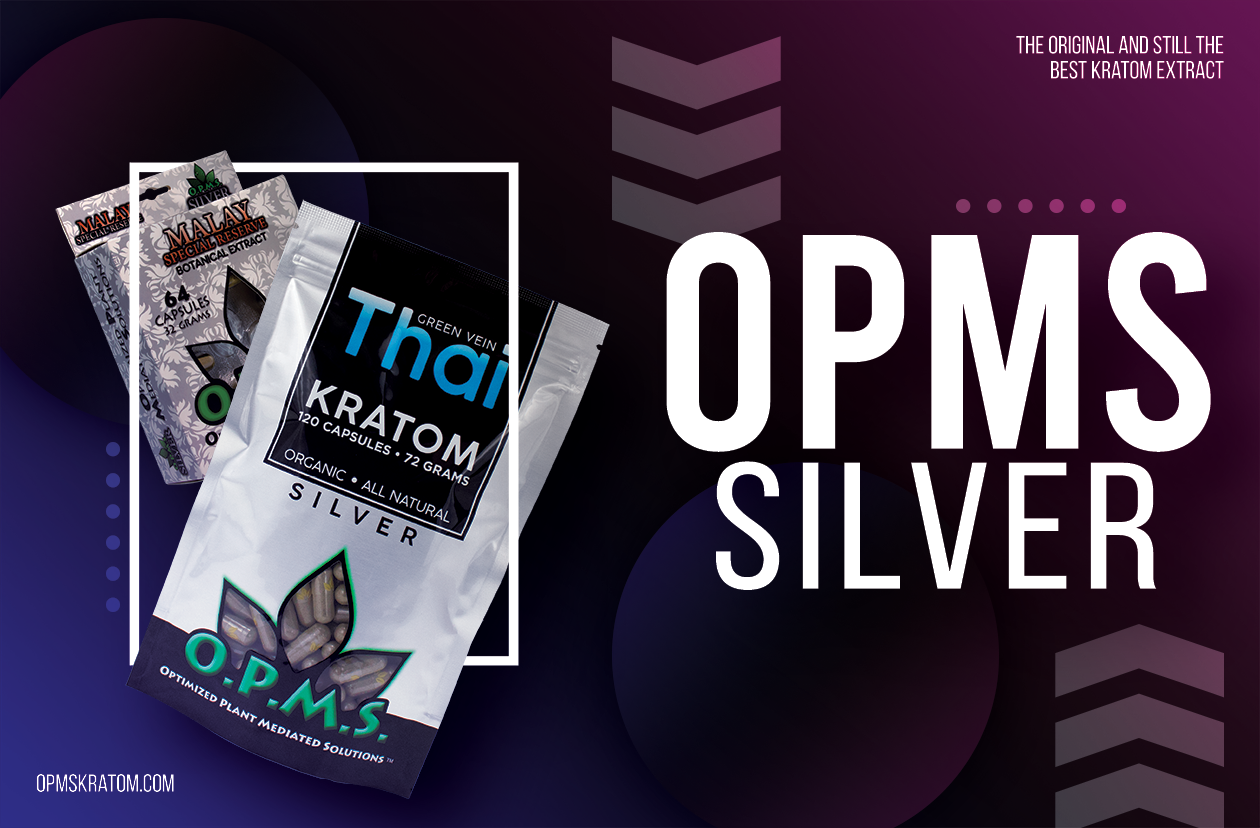 THE ORIGINAL AND STILL THE
BEST KRATOM EXTRACT
OPMS
SILVER
O.P.M.S.
SILVER
MALAY
SPECIAL RESERVE
MALAY
SPECIAL RESERVE
BOTANICAL EXTRACT
64
CAPSULES
32 GRAMS
GREEN VEIN
Thai
KRATOM
120 CAPSULES • 72 GRAMS
ORGANIC • ALL NATURAL
SILVER
O.P.M.S.
OPTIMIZED PLANT MEDIATED SOLUTIONS™
OPMSKRATOM.COM